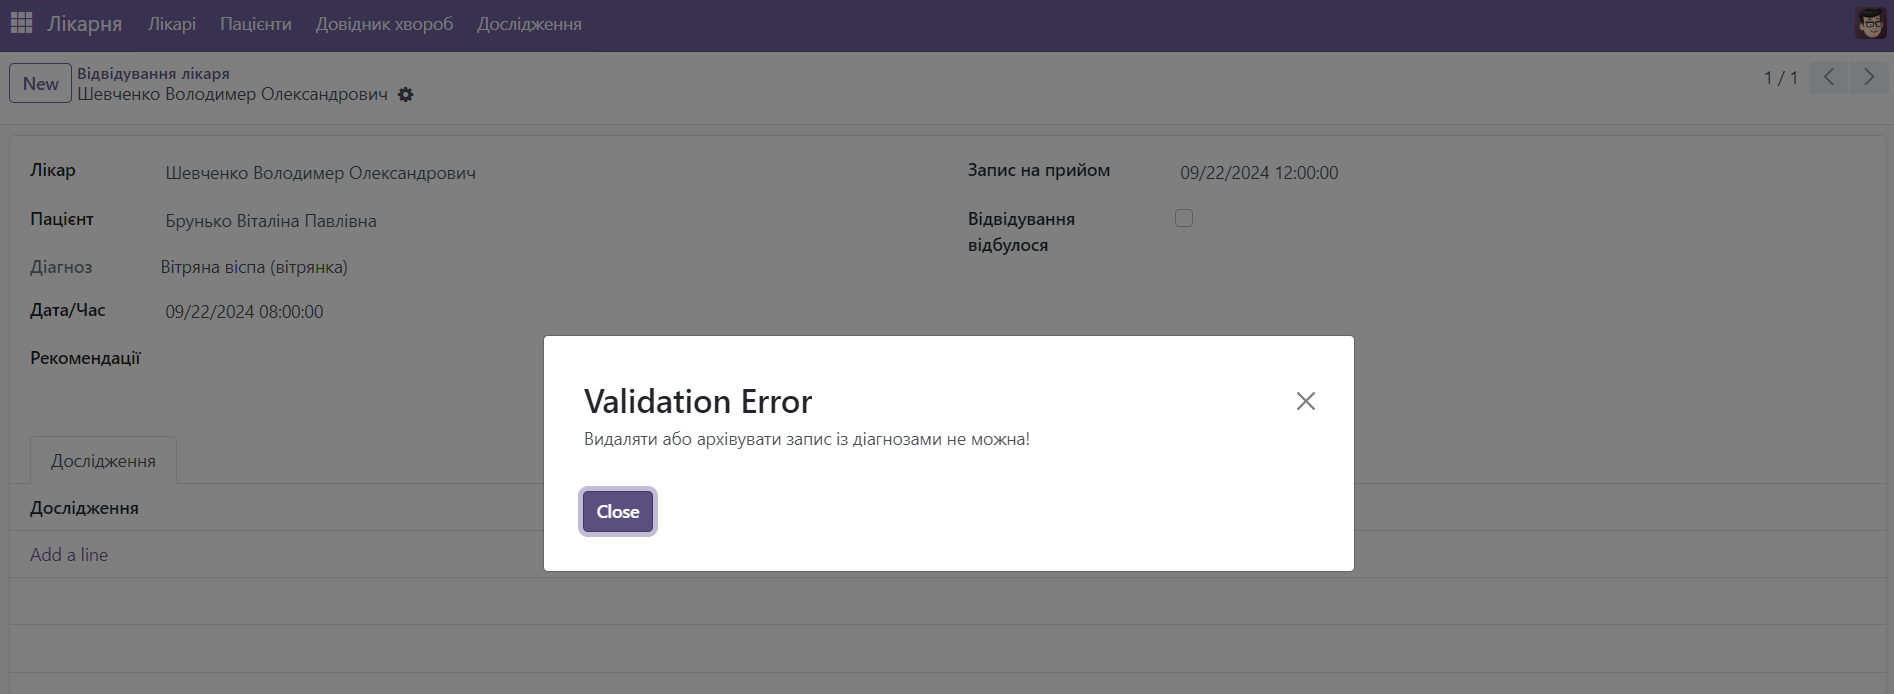 Лікарня Лікарі Пацієнти Довідник хвороб Дослідження
New
Відвідування лікаря
Шевченко Володимир Олександрович
1 / 1
Лікар Шевченко Володимир Олександрович
Запис на прийом 09/22/2024 12:00:00
Пацієнт Брунько Віталіна Павлівна
Відвідування
відбулося
Діагноз Вітряна віспа (вітрянка)
Дата/Час 09/22/2024 08:00:00
Рекомендації
Validation Error
Видаляти або архівувати запис із діагнозами не можна!
Close
Дослідження
Дослідження
Add a line